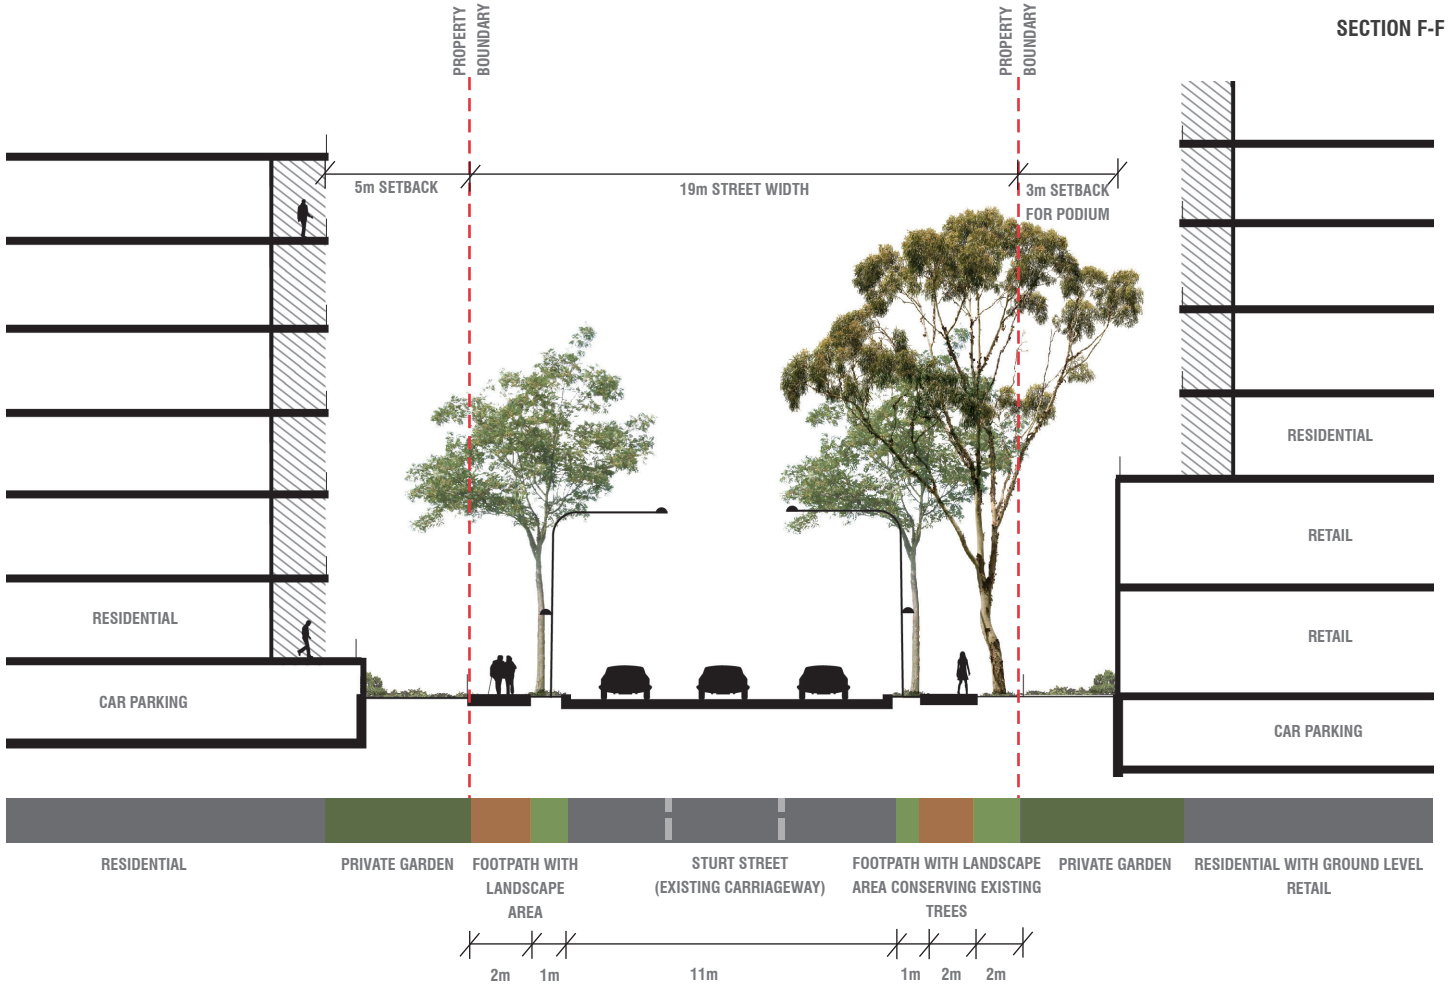 SECTION F-F
PROPERTY
BOUNDARY
PROPERTY
BOUNDARY
5m SETBACK
19m STREET WIDTH
3m SETBACK
FOR PODIUM
RESIDENTIAL
RETAIL
RETAIL
RESIDENTIAL
CAR PARKING
CAR PARKING
RESIDENTIAL
PRIVATE GARDEN
FOOTPATH WITH
LANDSCAPE
AREA
STURT STREET
(EXISTING CARRIAGEWAY)
FOOTPATH WITH LANDSCAPE
AREA CONSERVING EXISTING
TREES
PRIVATE GARDEN
RESIDENTIAL WITH GROUND LEVEL
RETAIL
2m
1m
11m
1m
2m
2m